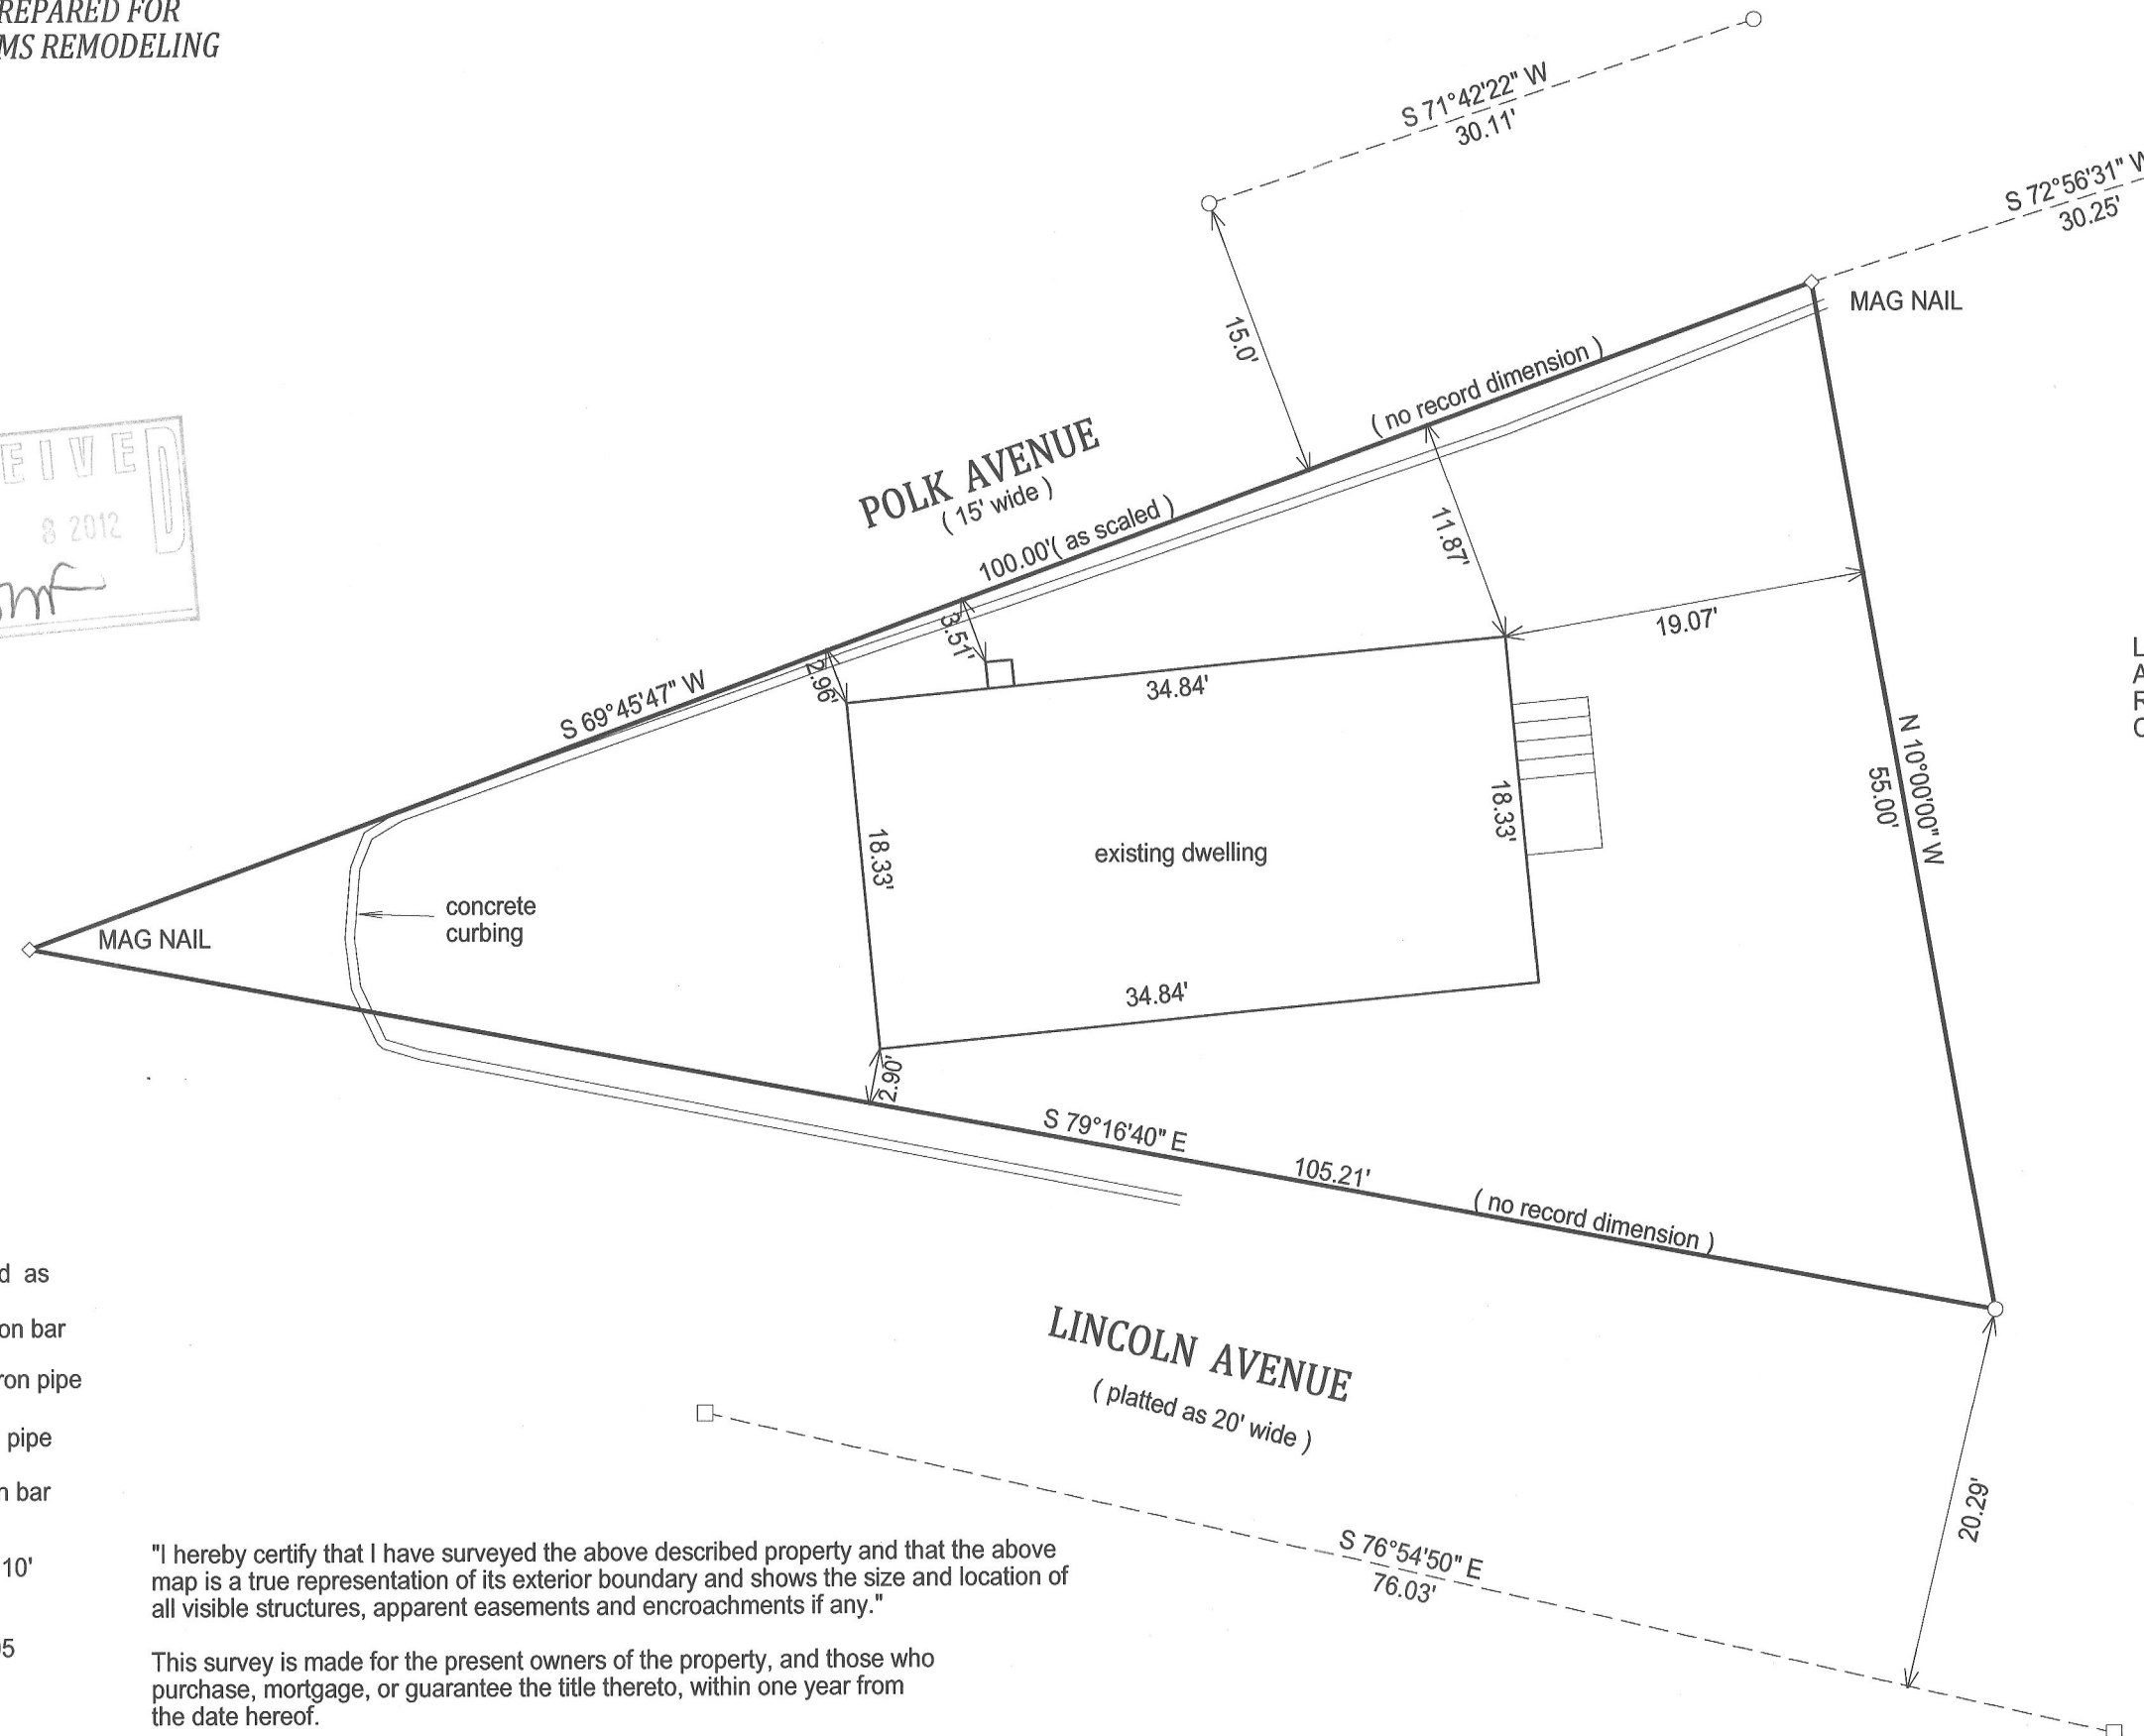 REPARED FOR
MS REMODELING
S 71°42'22" W
30.11'
S 72°56'31" W
30.25'
MAG NAIL
15.0'
( no record dimension )
POLK AVENUE
( 15' wide )
100.00'( as scaled )
EIVED
8 2012
11.87'
19.07'
3.51'
2.96'
S 69°45'47" W
34.84'
L
A
R
C
N 10°00'00" W
55.00'
18.33'
18.33'
existing dwelling
concrete
curbing
MAG NAIL
34.84'
2.90'
S 79°16'40" E
105.21'
( no record dimension )
d as
on bar
ron pipe
pipe
n bar
10'
LINCOLN AVENUE
( platted as 20' wide )
20.29'
S 76°54'50" E
76.03'
"I hereby certify that I have surveyed the above described property and that the above
map is a true representation of its exterior boundary and shows the size and location of
all visible structures, apparent easements and encroachments if any."
This survey is made for the present owners of the property, and those who
purchase, mortgage, or guarantee the title thereto, within one year from
the date hereof.